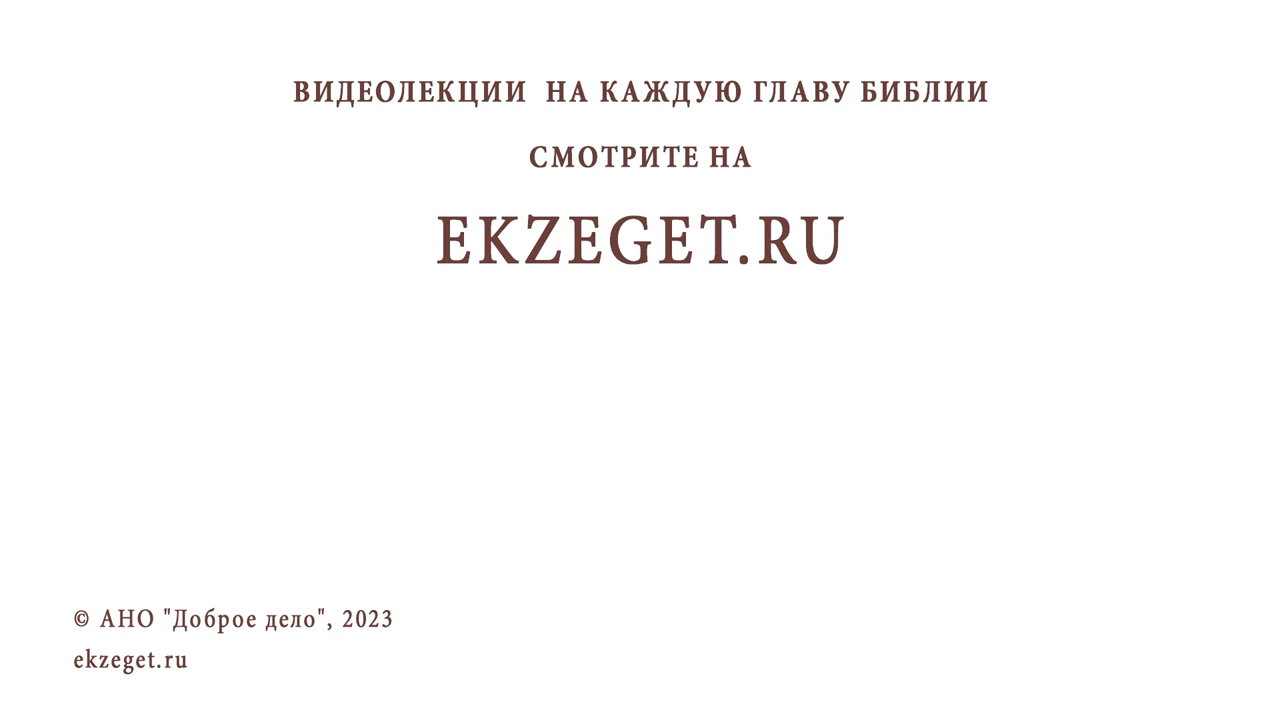 ВИДЕОЛЕКЦИИ НА КАЖДУЮ ГЛАВУ БИБЛИИ
СМОТРИТЕ НА
EKZEGET.RU
© АНО "Доброе дело", 2023
ekzeget.ru